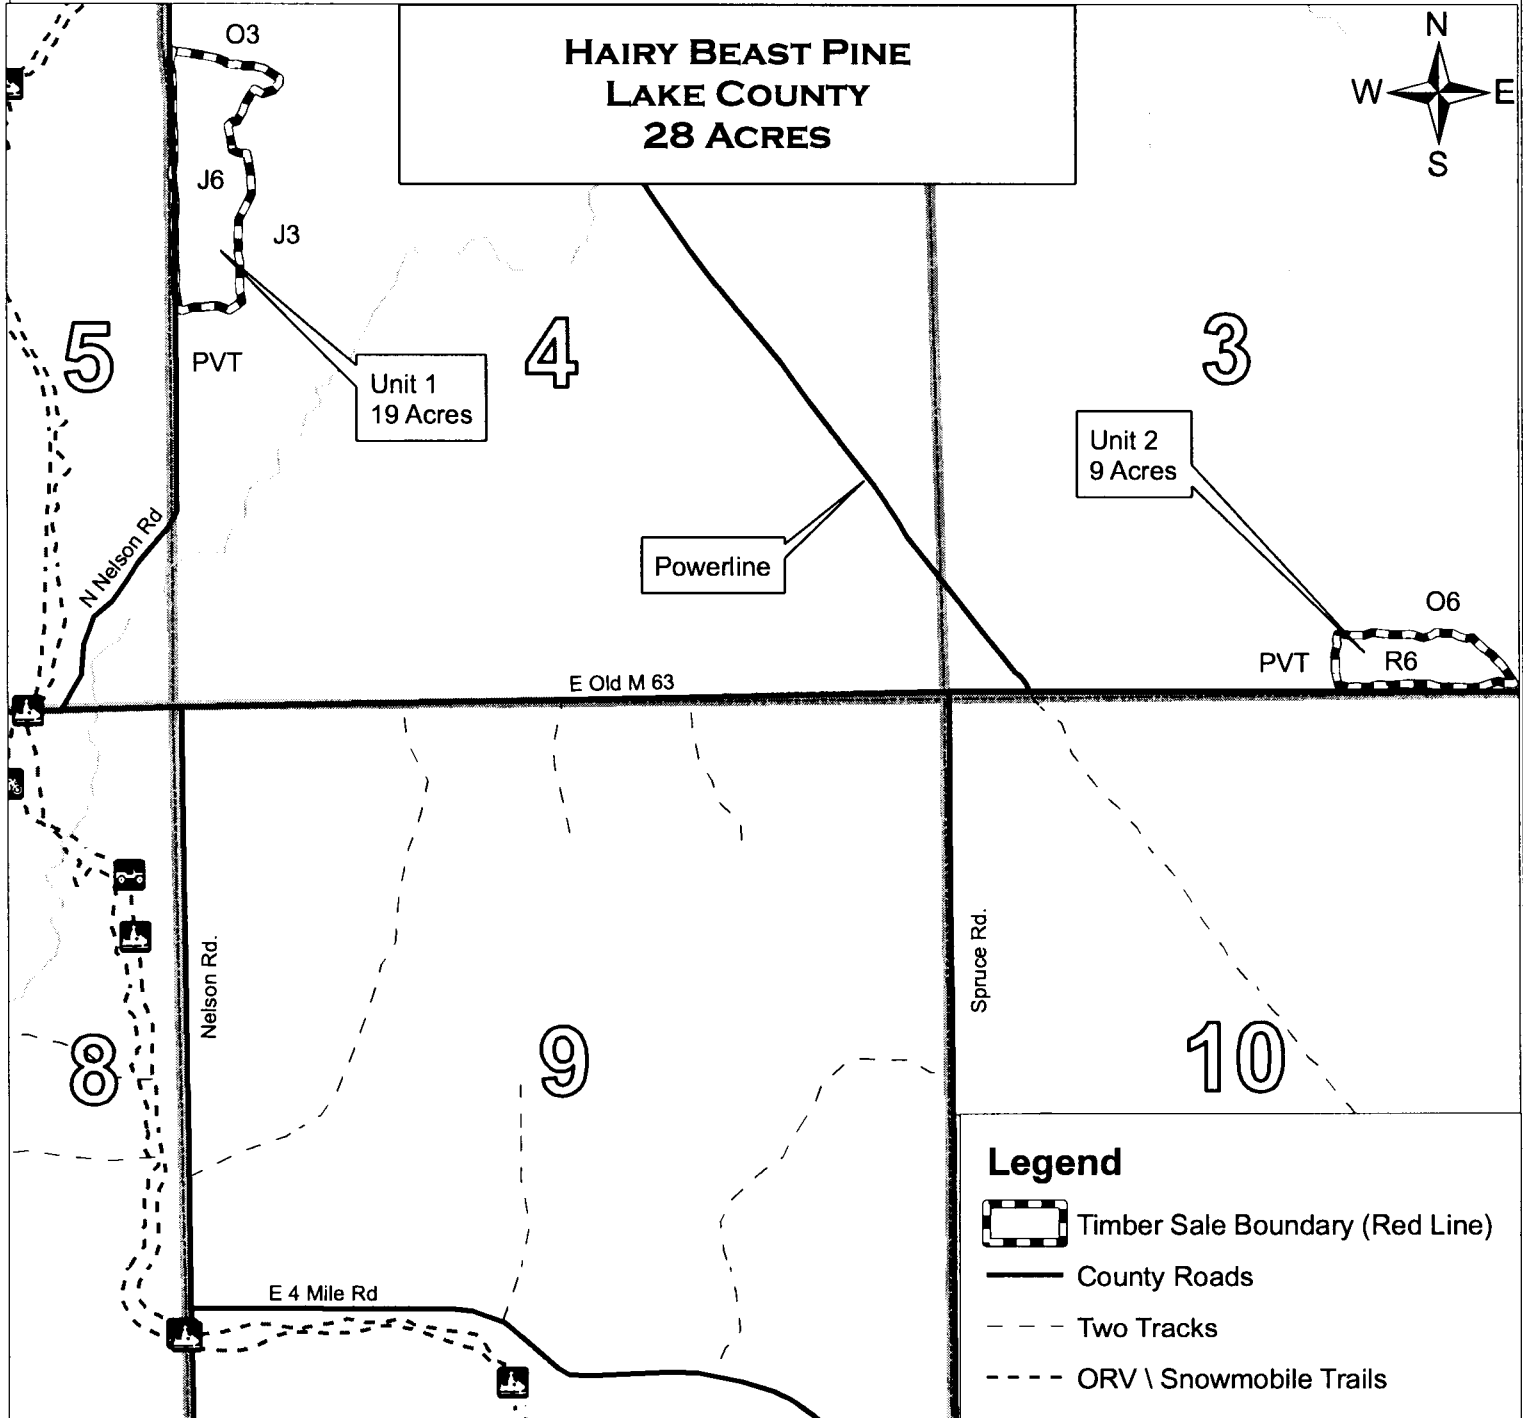 HAIRY BEAST PINE
LAKE COUNTY
28 ACRES
N
W
E
S
O3
J6
J3
5
PVT
4
3
Unit 1
19 Acres
Unit 2
9 Acres
N Nelson Rd
Powerline
O6
PVT
R6
E Old M 63
Nelson Rd.
Spruce Rd.
8
9
10
E 4 Mile Rd
Legend
Timber Sale Boundary (Red Line)
County Roads
Two Tracks
ORV \ Snowmobile Trails